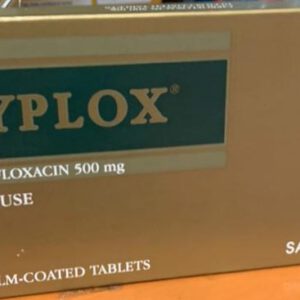 YPLOX®
FLOXACIN 500 mg
USE
LM-COATED TABLETS
SA